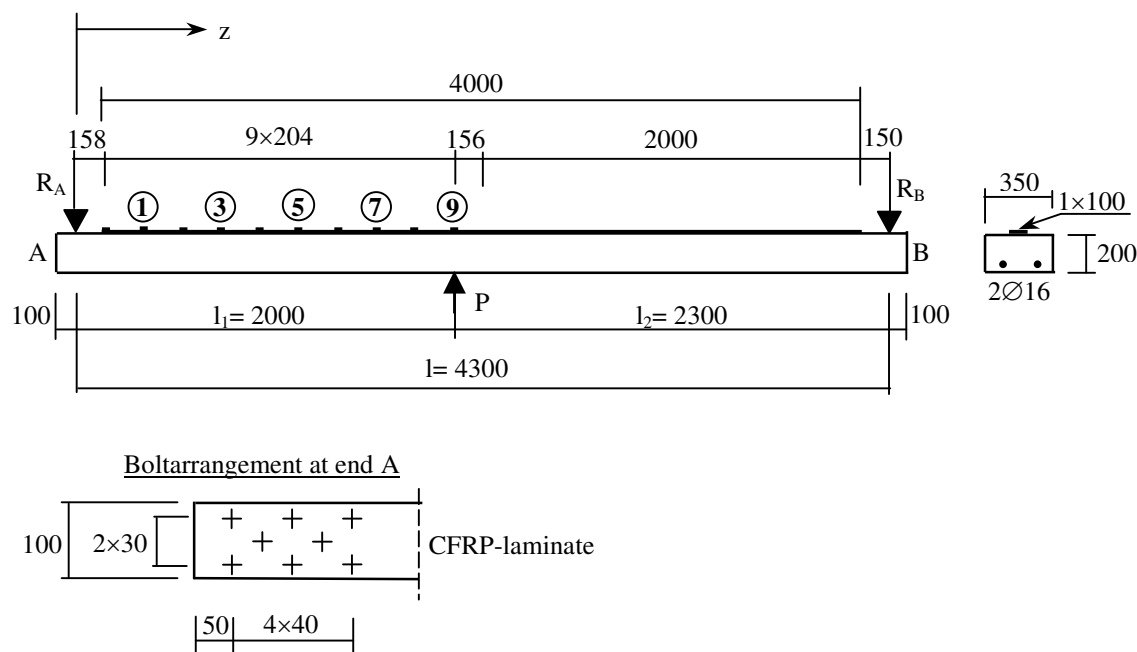 z
4000
158 9×204 156 2000 150
R_A R_B
350
1×100
① ③ ⑤ ⑦ ⑨
A B
200
2∅16
P
100 l₁= 2000 l₂= 2300 100
l= 4300
Boltarrangement at end A
100 2×30 CFRP-laminate
50 4×40